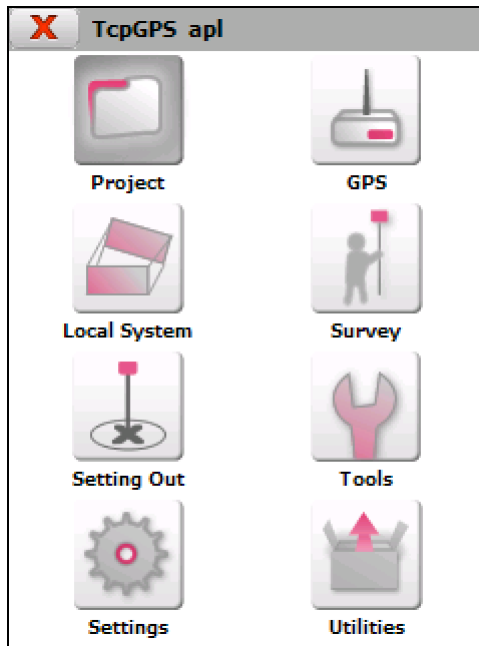 TcpGPS apl
Project
GPS
Local System
Survey
Setting Out
Tools
Settings
Utilities